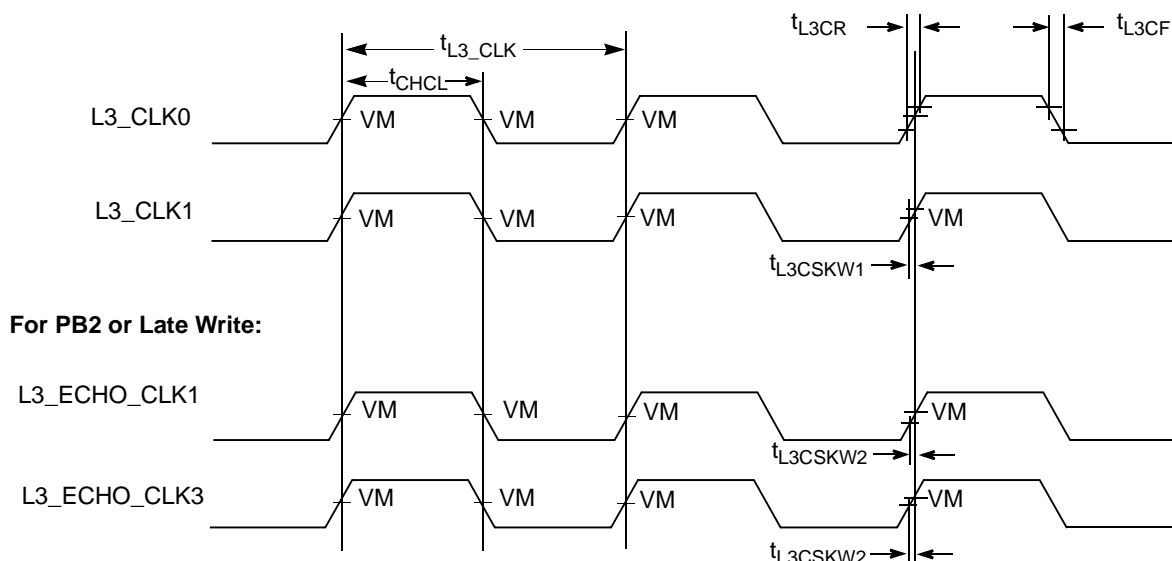 tL3CR
tL3CF
tL3_CLK
tCHCL
L3_CLK0
VM VM VM
L3_CLK1
VM VM VM VM
tL3CSKW1
For PB2 or Late Write:
L3_ECHO_CLK1
VM VM VM VM
tL3CSKW2
L3_ECHO_CLK3
VM VM VM VM
tL3CSKW2